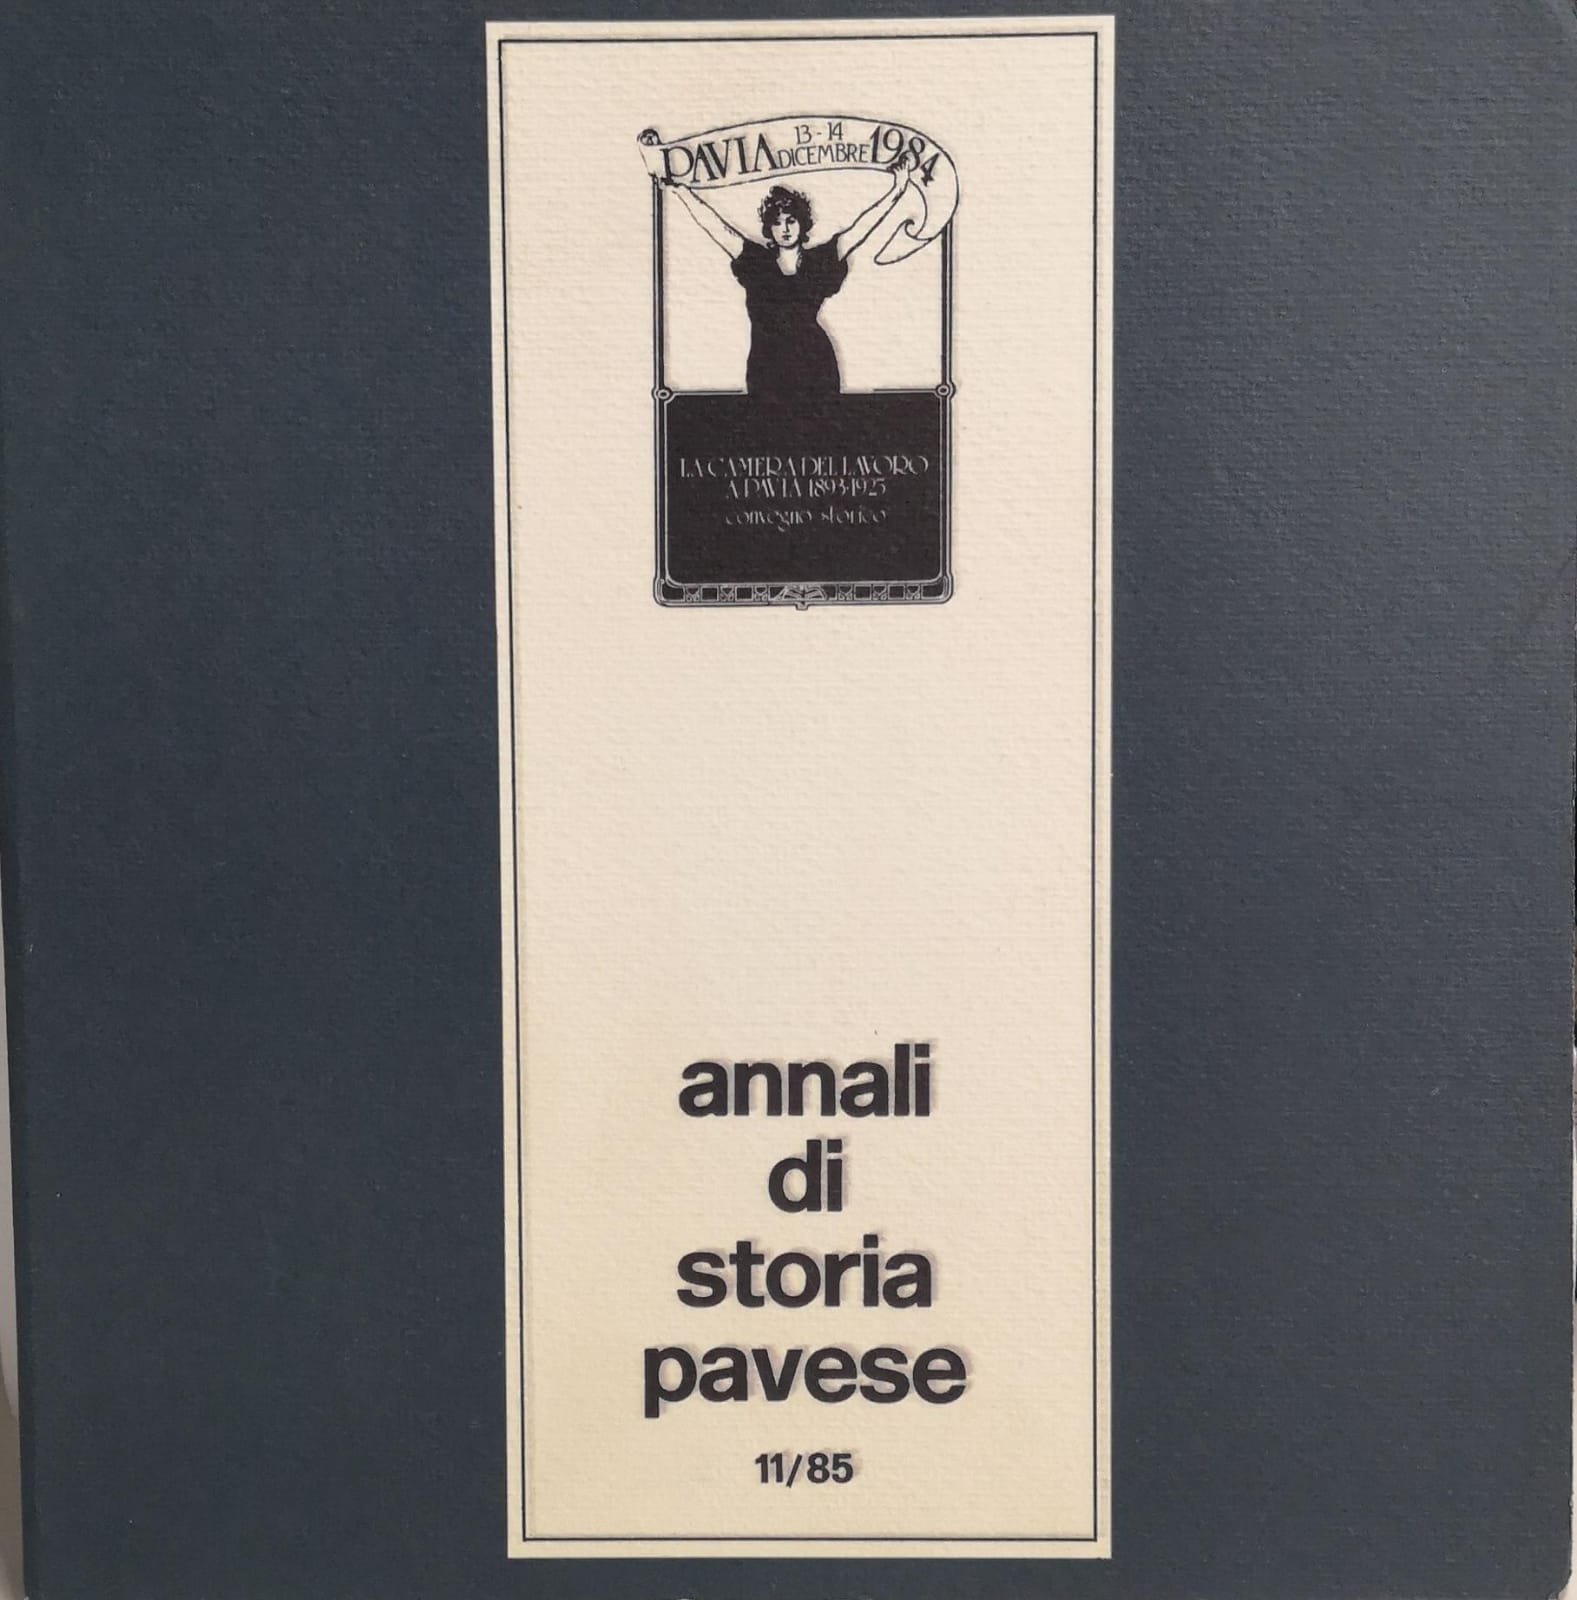 PAVIA 13-14 DICEMBRE 1984
LA CAMERA DEL LAVORO
A PAVIA 1893-1925
convegno storico
annali
di
storia
pavese
11/85